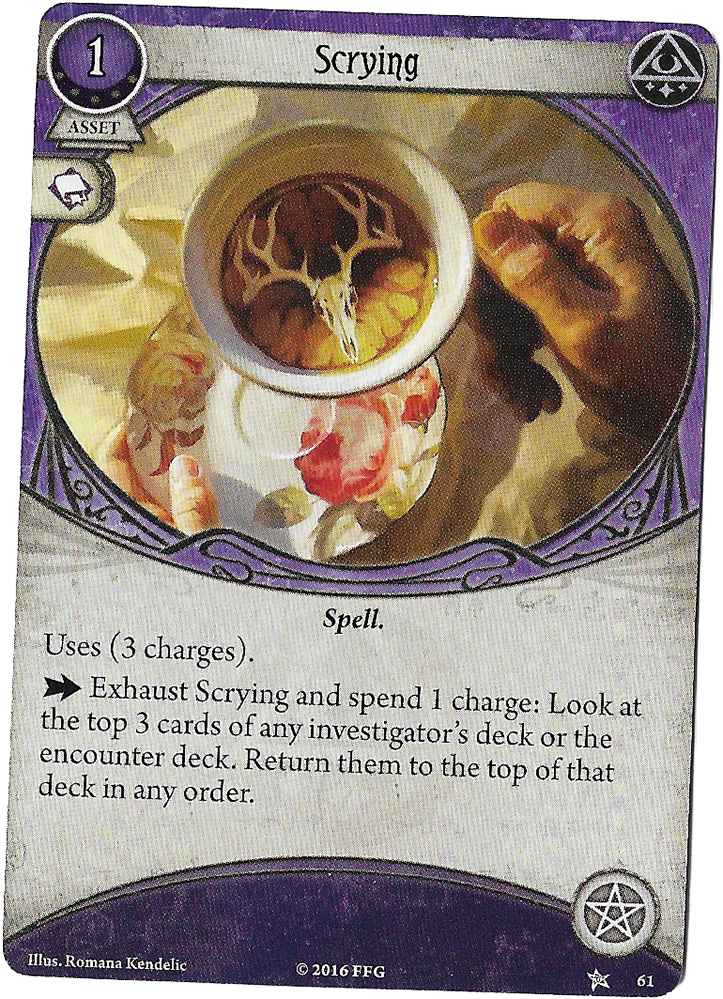 1
Scrying
ASSET
Spell.
Uses (3 charges).
Exhaust Scrying and spend 1 charge: Look at
the top 3 cards of any investigator's deck or the
encounter deck. Return them to the top of that
deck in any order.
Illus. Romana Kendelic
© 2016 FFG
61